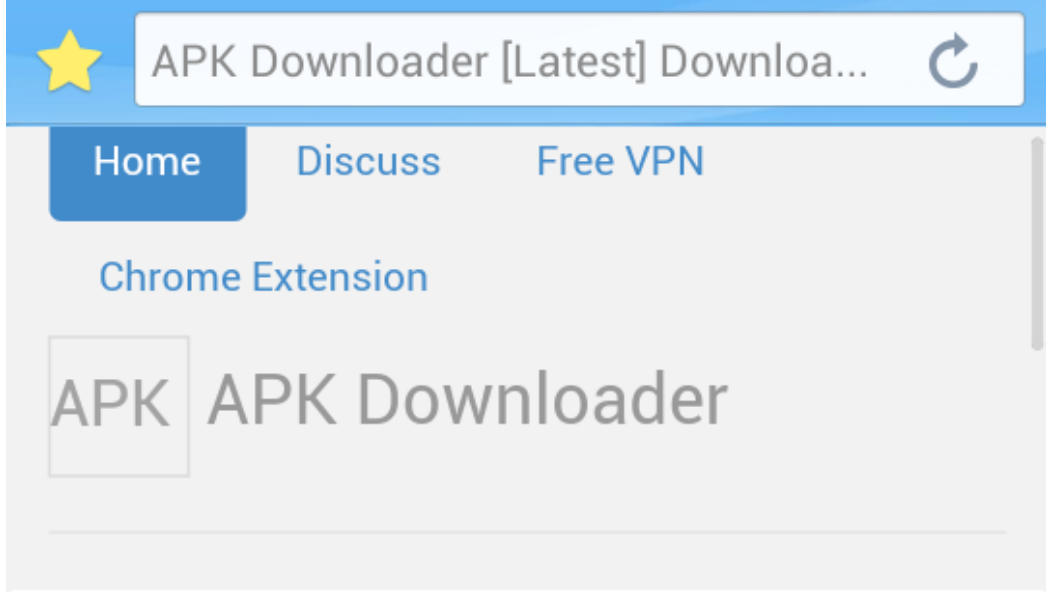 APK Downloader [Latest] Downloa...
Home Discuss Free VPN
Chrome Extension
APK APK Downloader